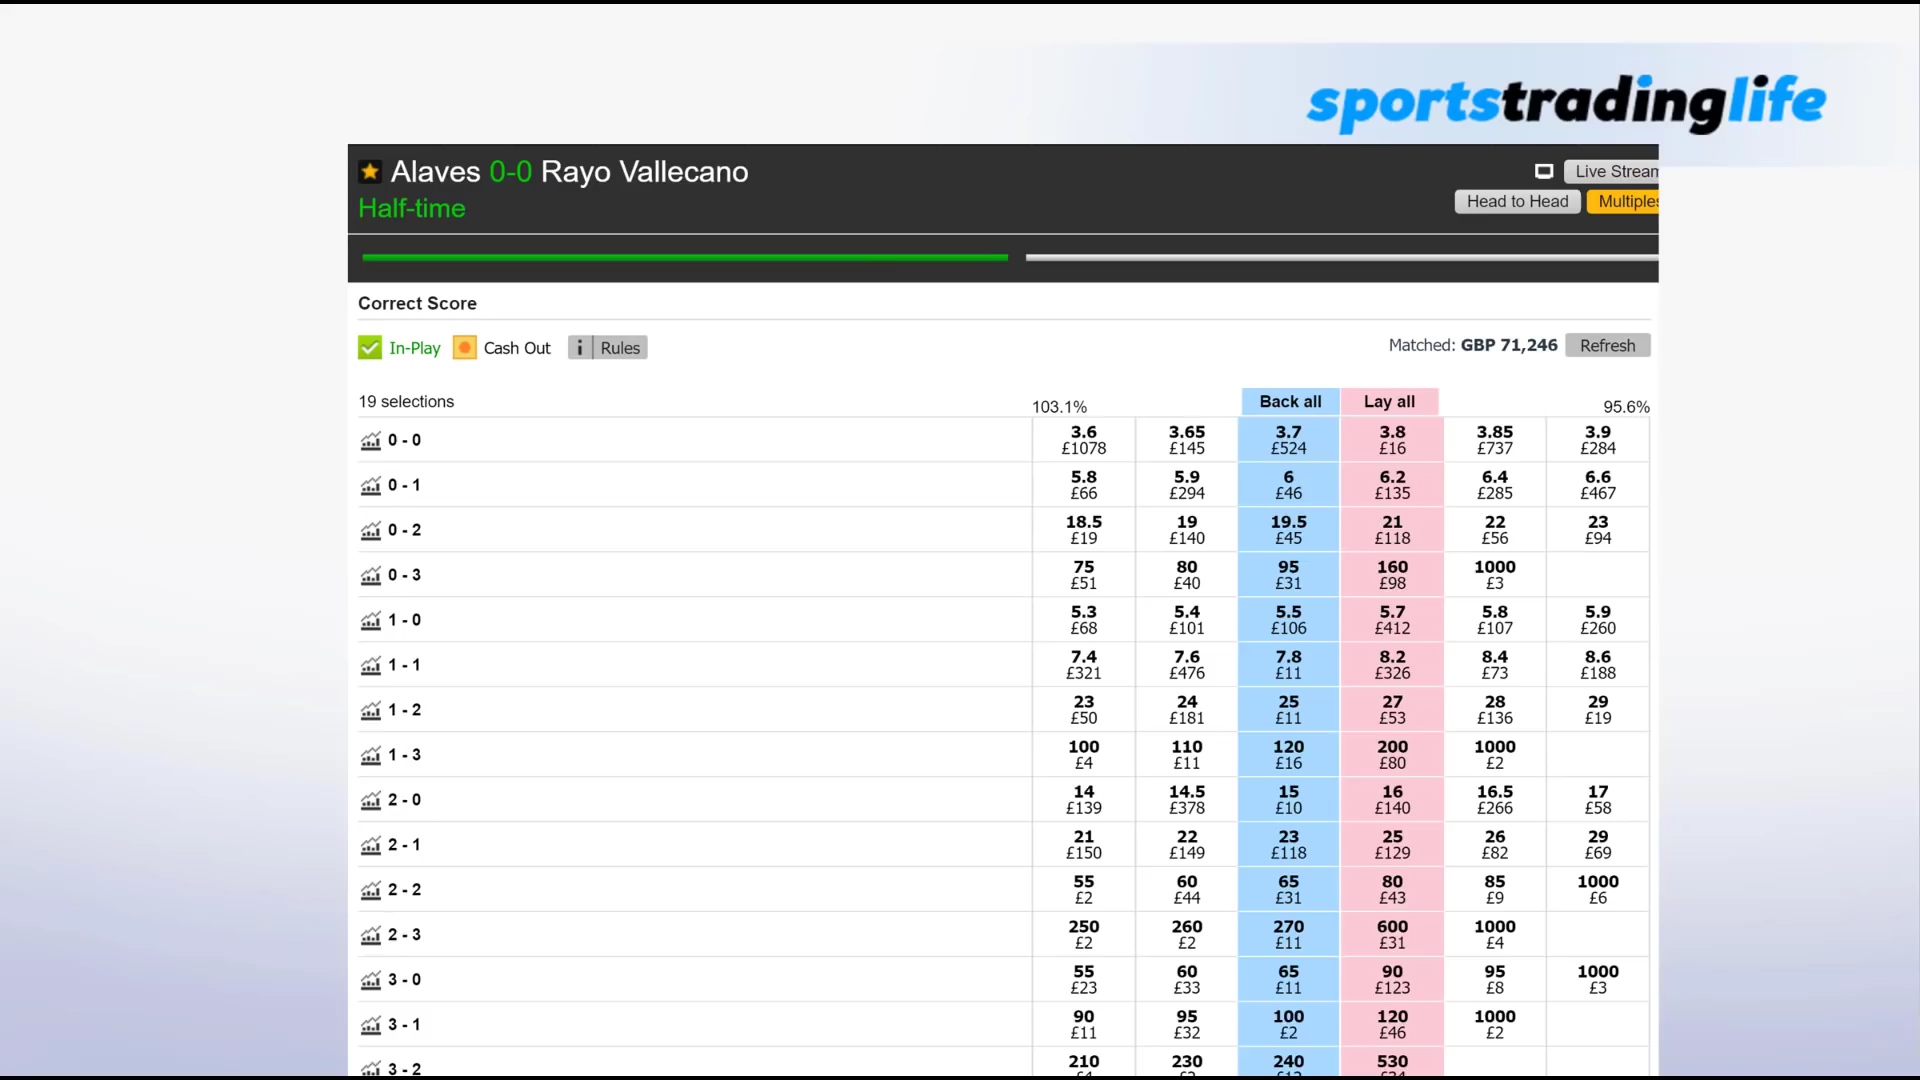 sportstradinglife
Alaves 0-0 Rayo Vallecano
Live Stream
Half-time
Head to Head Multiples
Correct Score
In-Play Cash Out i Rules
Matched: GBP 71,246 Refresh
19 selections 103.1% Back all Lay all 95.6%
0 - 0 3.6 3.65 3.7 3.8 3.85 3.9
£1078 £145 £524 £16 £737 £284
0 - 1 5.8 5.9 6 6.2 6.4 6.6
£66 £294 £46 £135 £285 £467
0 - 2 18.5 19 19.5 21 22 23
£19 £140 £45 £118 £56 £94
0 - 3 75 80 95 160 1000
£51 £40 £31 £98 £3
1 - 0 5.3 5.4 5.5 5.7 5.8 5.9
£68 £101 £106 £412 £107 £260
1 - 1 7.4 7.6 7.8 8.2 8.4 8.6
£321 £476 £11 £326 £73 £188
1 - 2 23 24 25 27 28 29
£50 £181 £11 £53 £136 £19
1 - 3 100 110 120 200 1000
£4 £11 £16 £80 £2
2 - 0 14 14.5 15 16 16.5 17
£139 £378 £10 £140 £266 £58
2 - 1 21 22 23 25 26 29
£150 £149 £118 £129 £82 £69
2 - 2 55 60 65 80 85 1000
£2 £44 £31 £43 £9 £6
2 - 3 250 260 270 600 1000
£2 £2 £11 £31 £4
3 - 0 55 60 65 90 95 1000
£23 £33 £11 £123 £8 £3
3 - 1 90 95 100 120 1000
£11 £32 £2 £46 £2
3 - 2 210 230 240 530